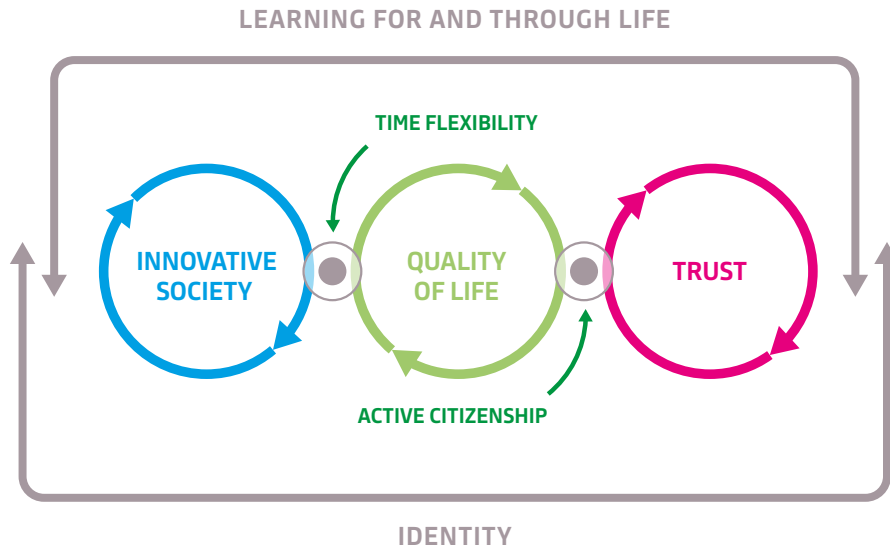 LEARNING FOR AND THROUGH LIFE
TIME FLEXIBILITY
INNOVATIVE
SOCIETY
QUALITY
OF LIFE
TRUST
ACTIVE CITIZENSHIP
IDENTITY